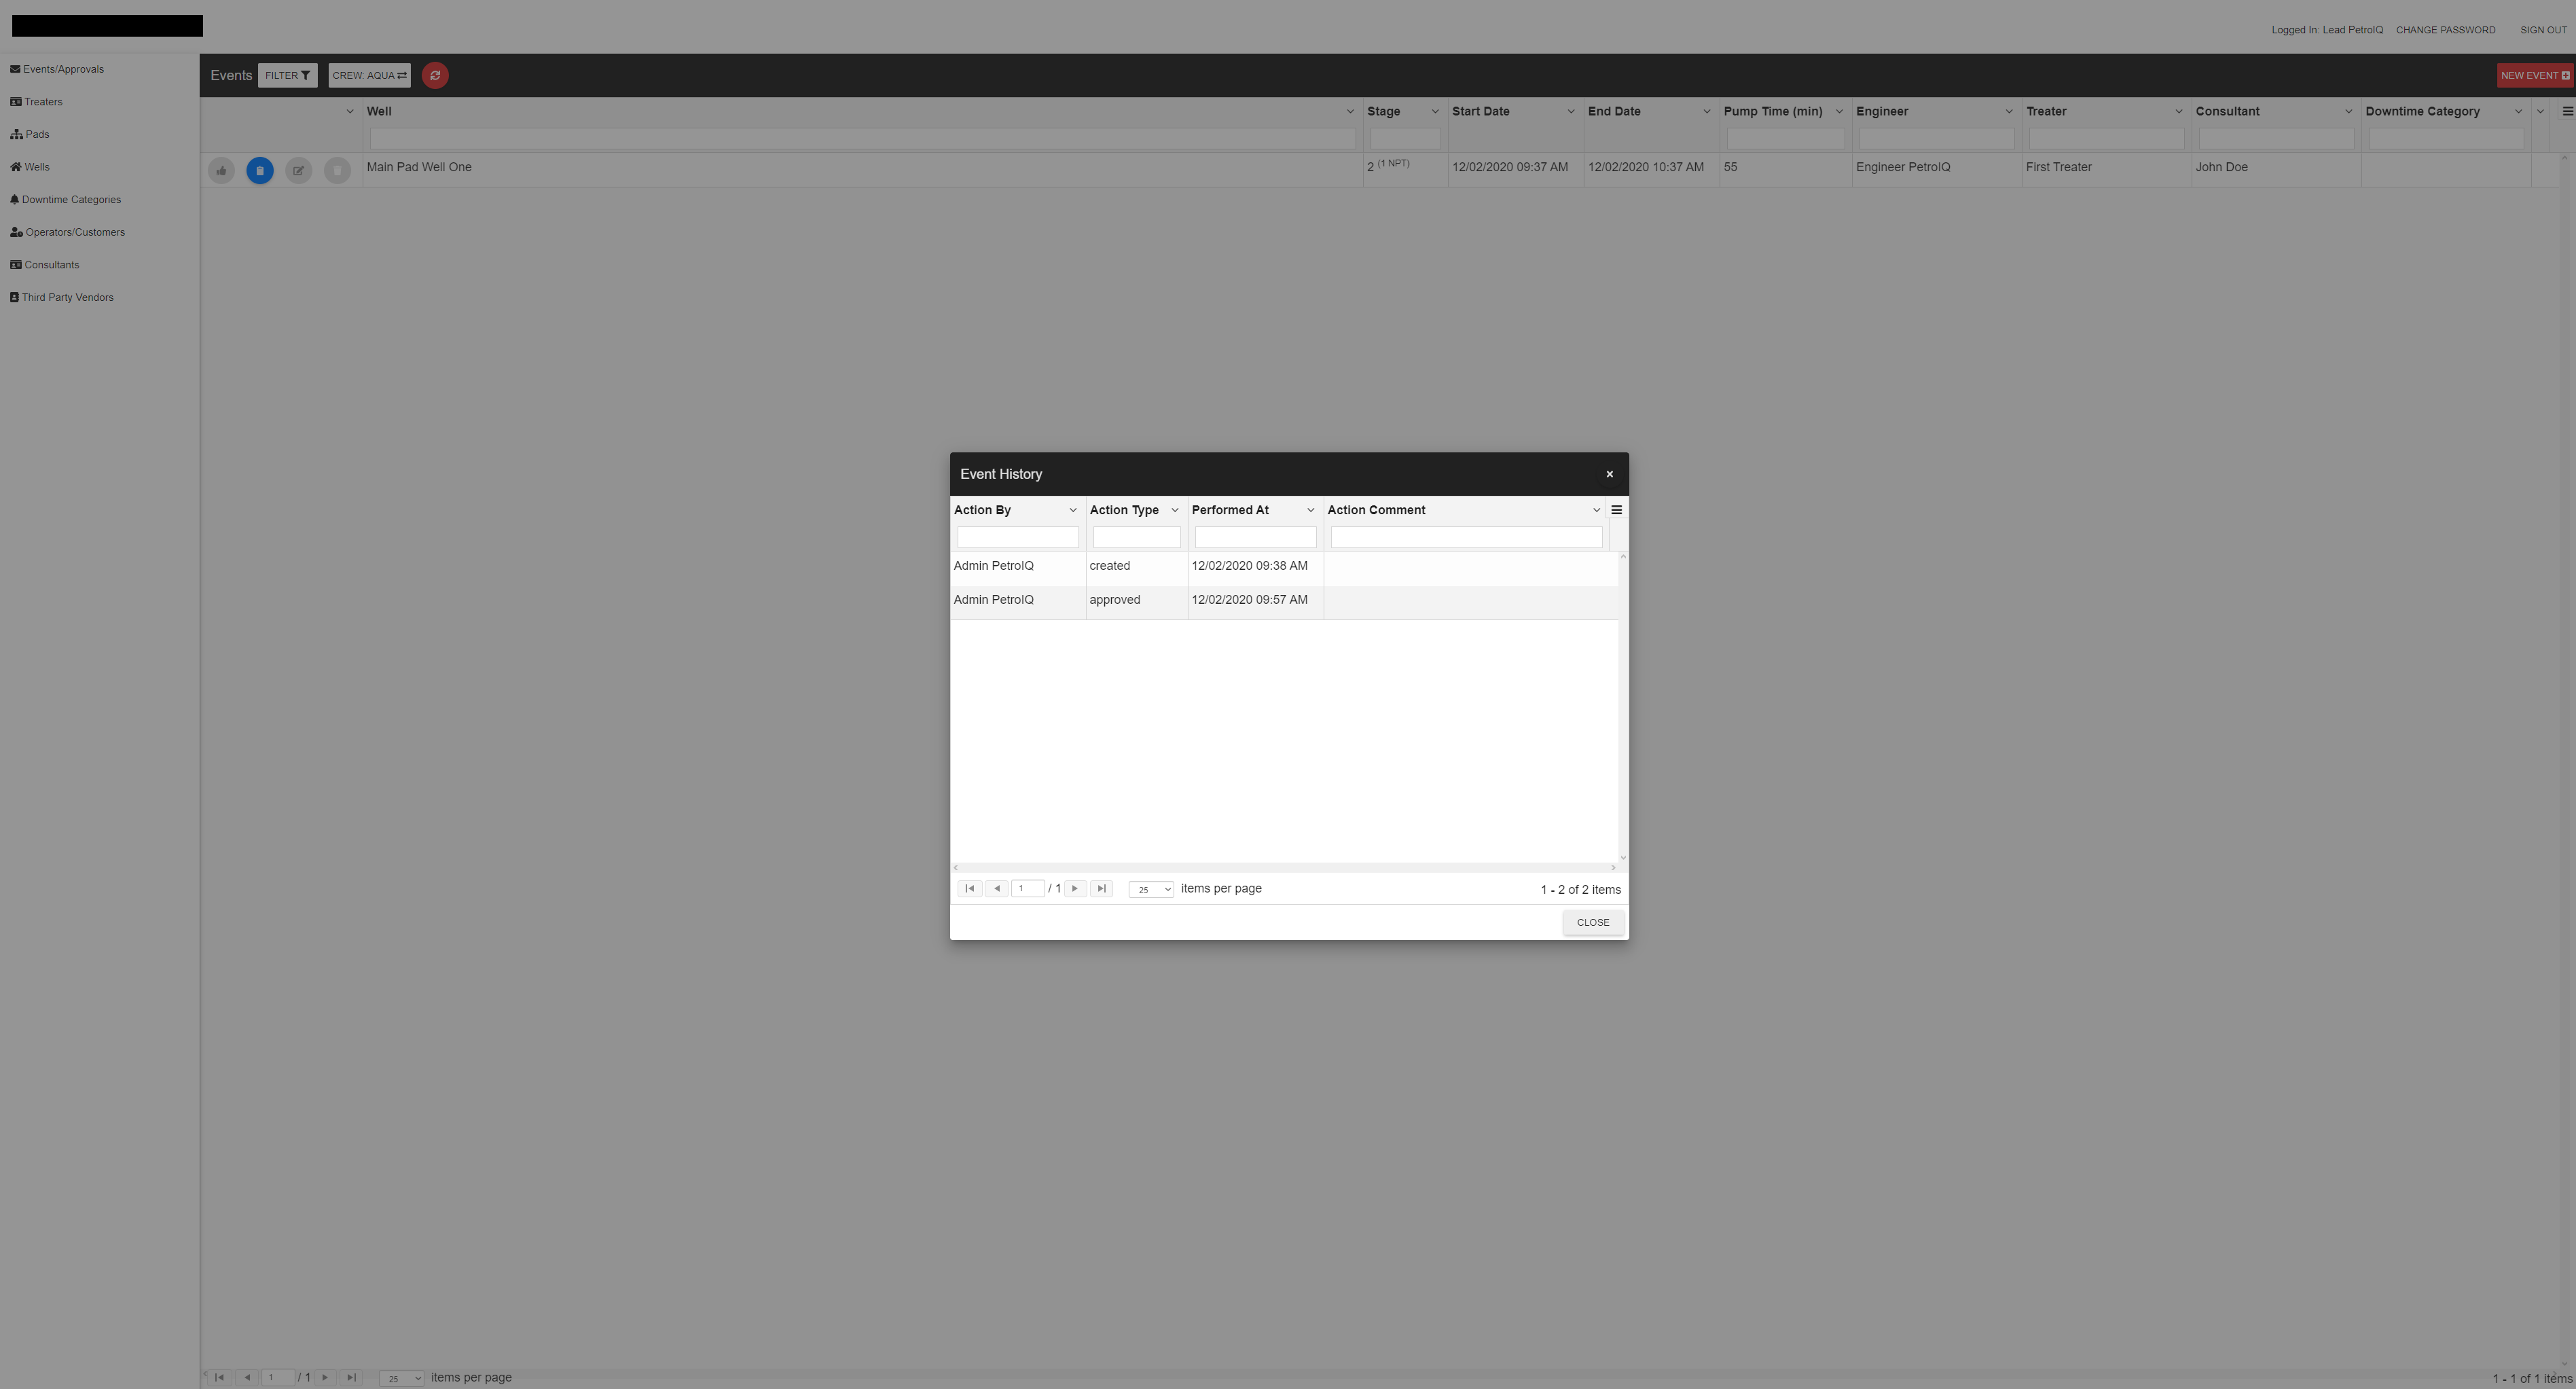 Logged In: Lead PetroIQ CHANGE PASSWORD SIGN OUT
Events/Approvals
Treaters
Pads
Wells
Downtime Categories
Operators/Customers
Consultants
Third Party Vendors
Events FILTER CREW: AQUA NEW EVENT
Well Stage Start Date End Date Pump Time (min) Engineer Treater Consultant Downtime Category
Main Pad Well One 2 (1 NPT) 12/02/2020 09:37 AM 12/02/2020 10:37 AM 55 Engineer PetroIQ First Treater John Doe
Event History ×
Action By Action Type Performed At Action Comment
Admin PetroIQ created 12/02/2020 09:38 AM
Admin PetroIQ approved 12/02/2020 09:57 AM
1 / 1 25 items per page 1 - 2 of 2 items
CLOSE
1 / 1 25 items per page 1 - 1 of 1 items